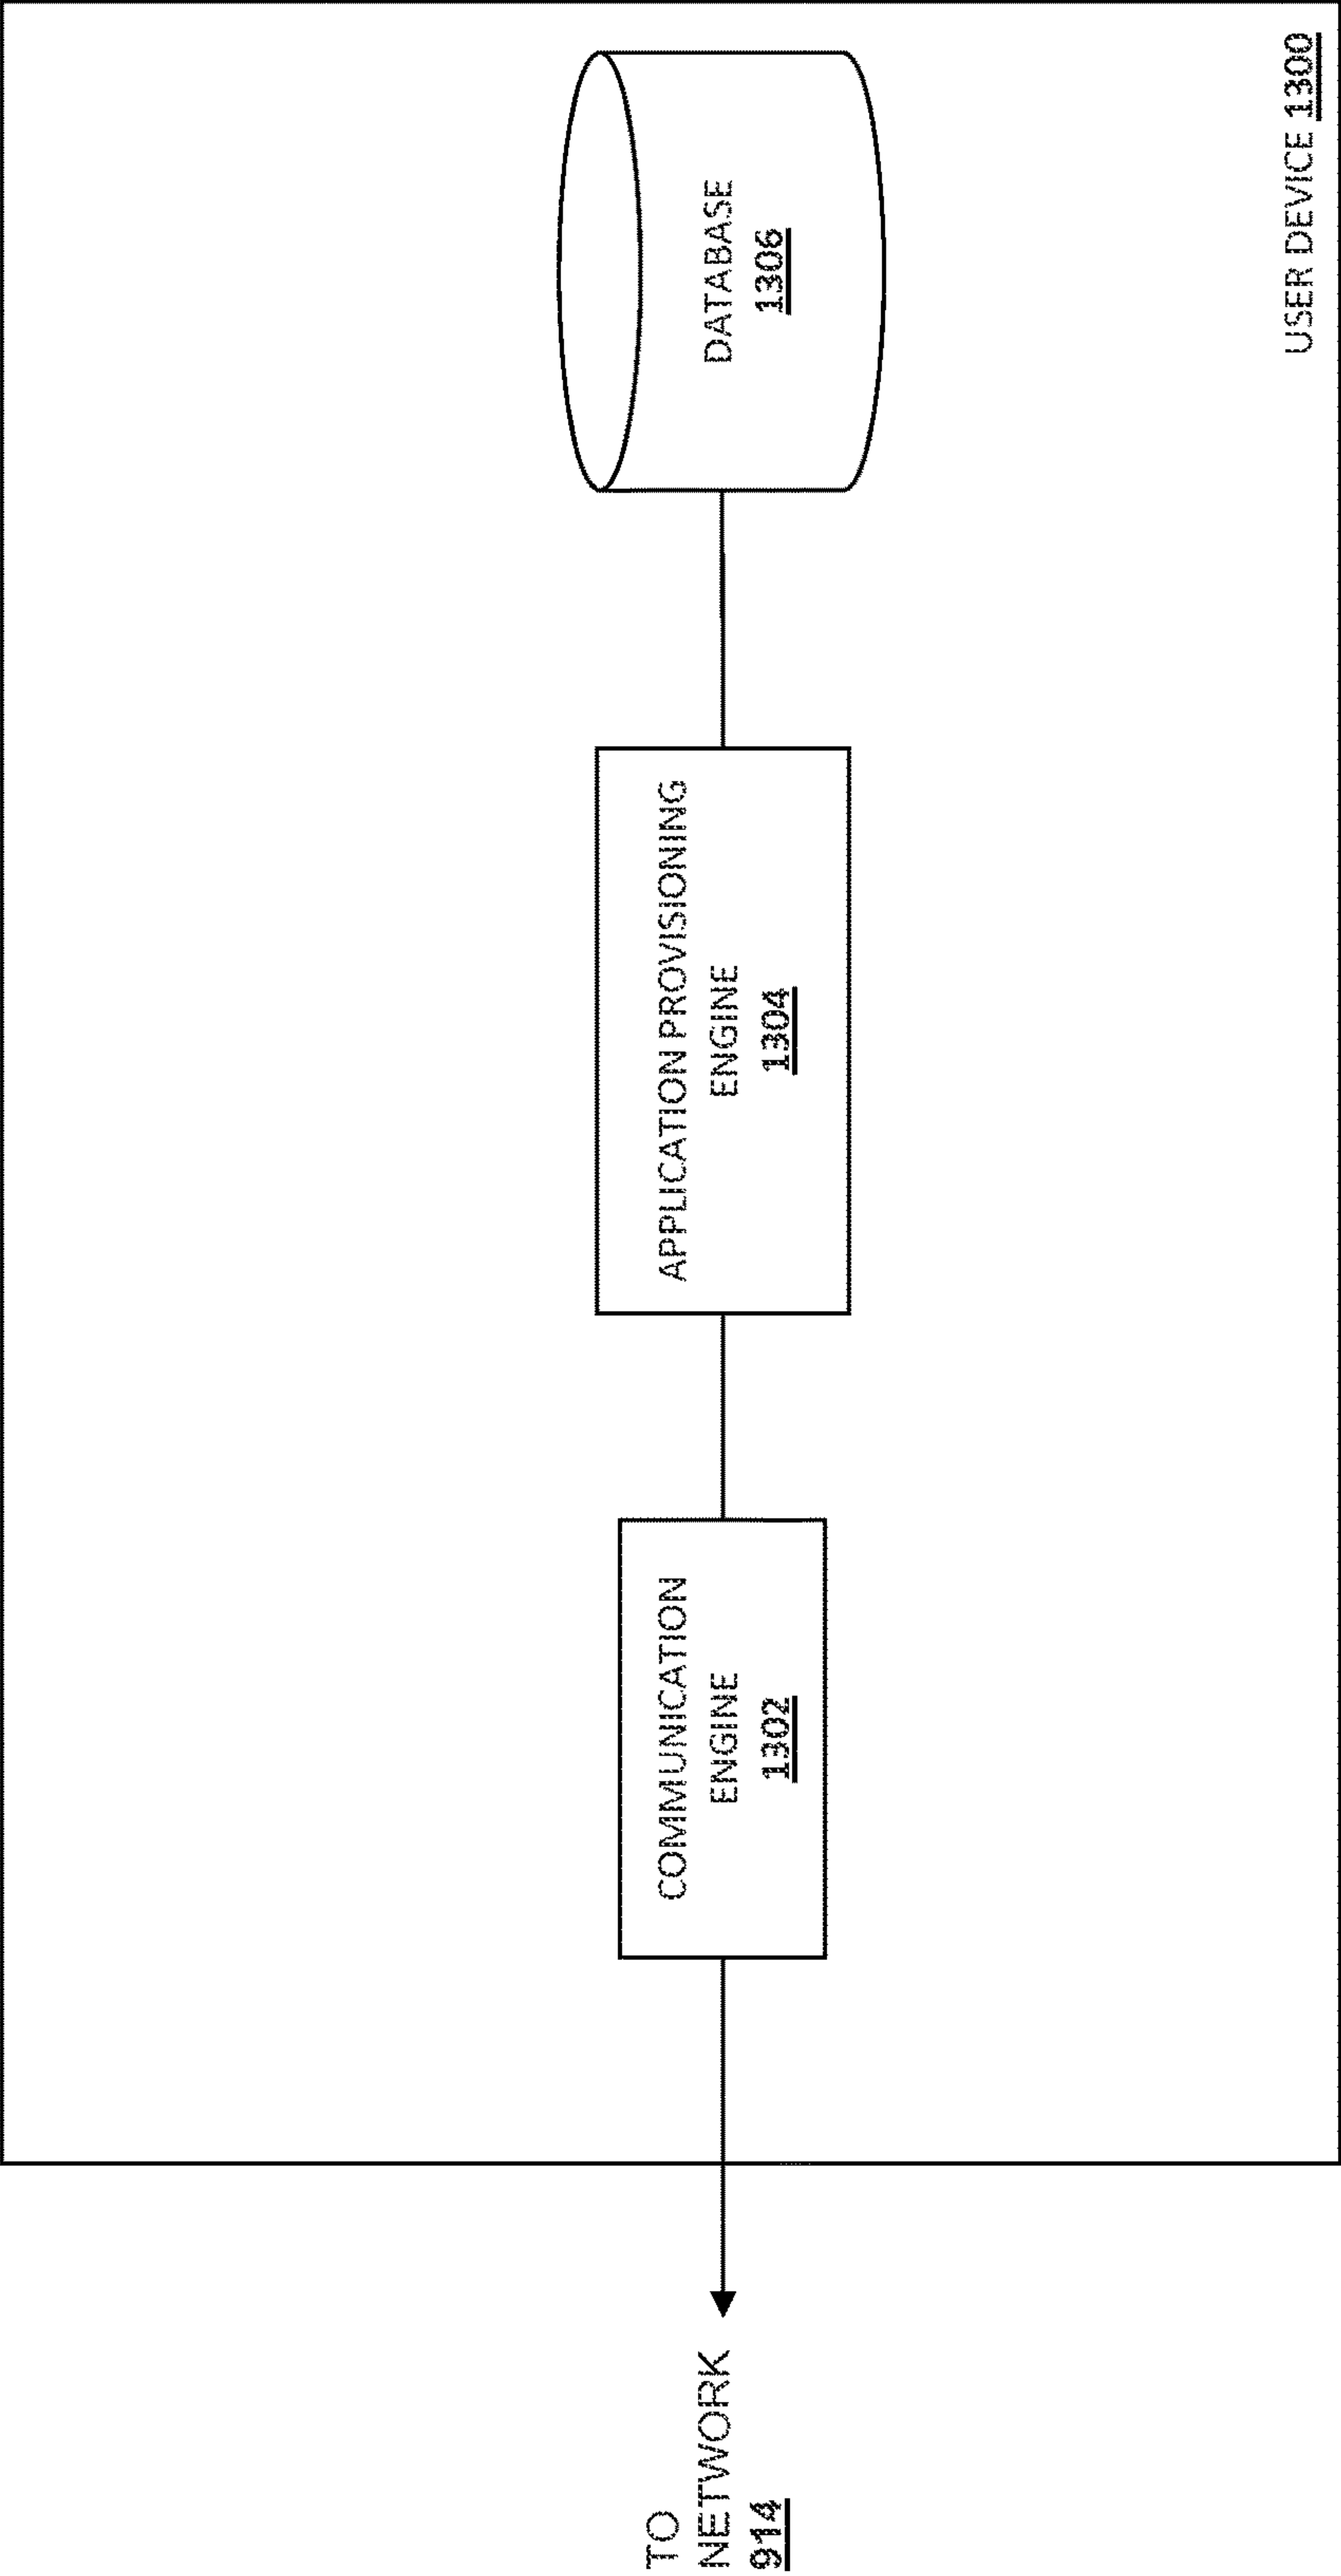 TO
NETWORK
914
COMMUNICATION
ENGINE
1302
APPLICATION PROVISIONING
ENGINE
1304
DATABASE
1306
USER DEVICE 1300